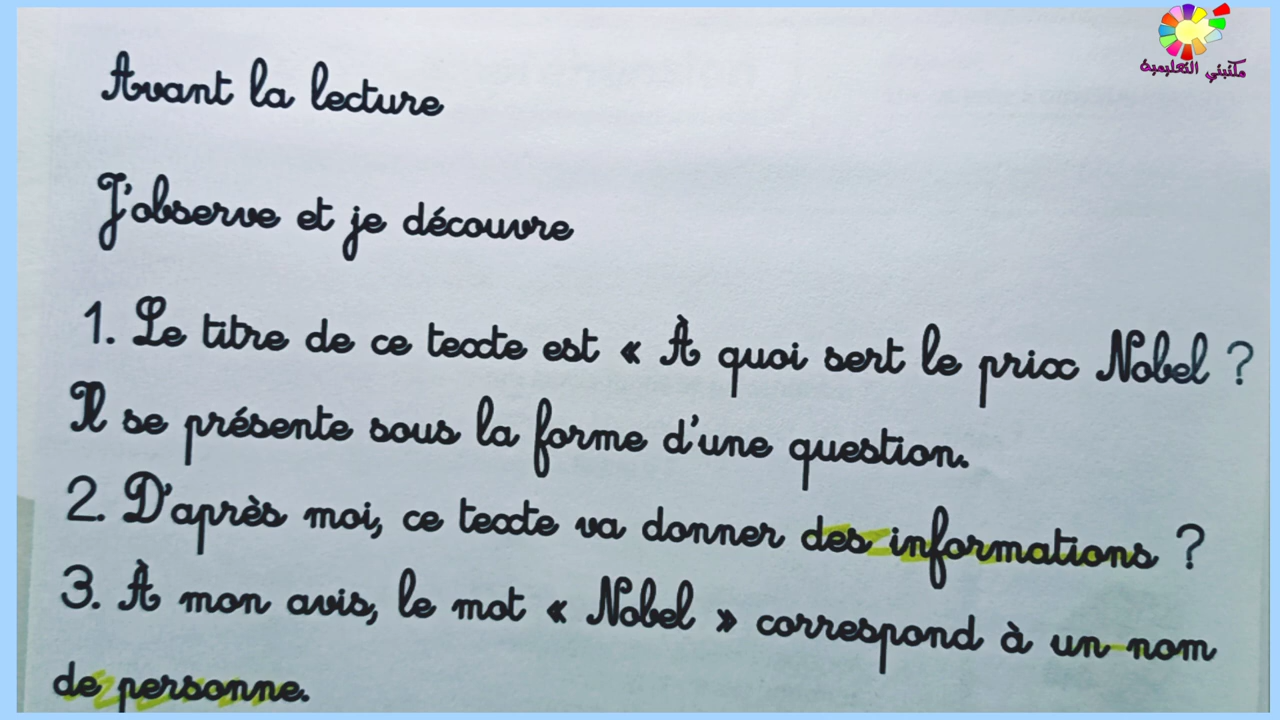 مكتبتي التعليمية
Avant la lecture
J'observe et je découvre
1. Le titre de ce texte est « À quoi sert le prix Nobel ?
Il se présente sous la forme d'une question.
2. D'après moi, ce texte va donner des informations ?
3. À mon avis, le mot « Nobel » correspond à un nom
de personne.